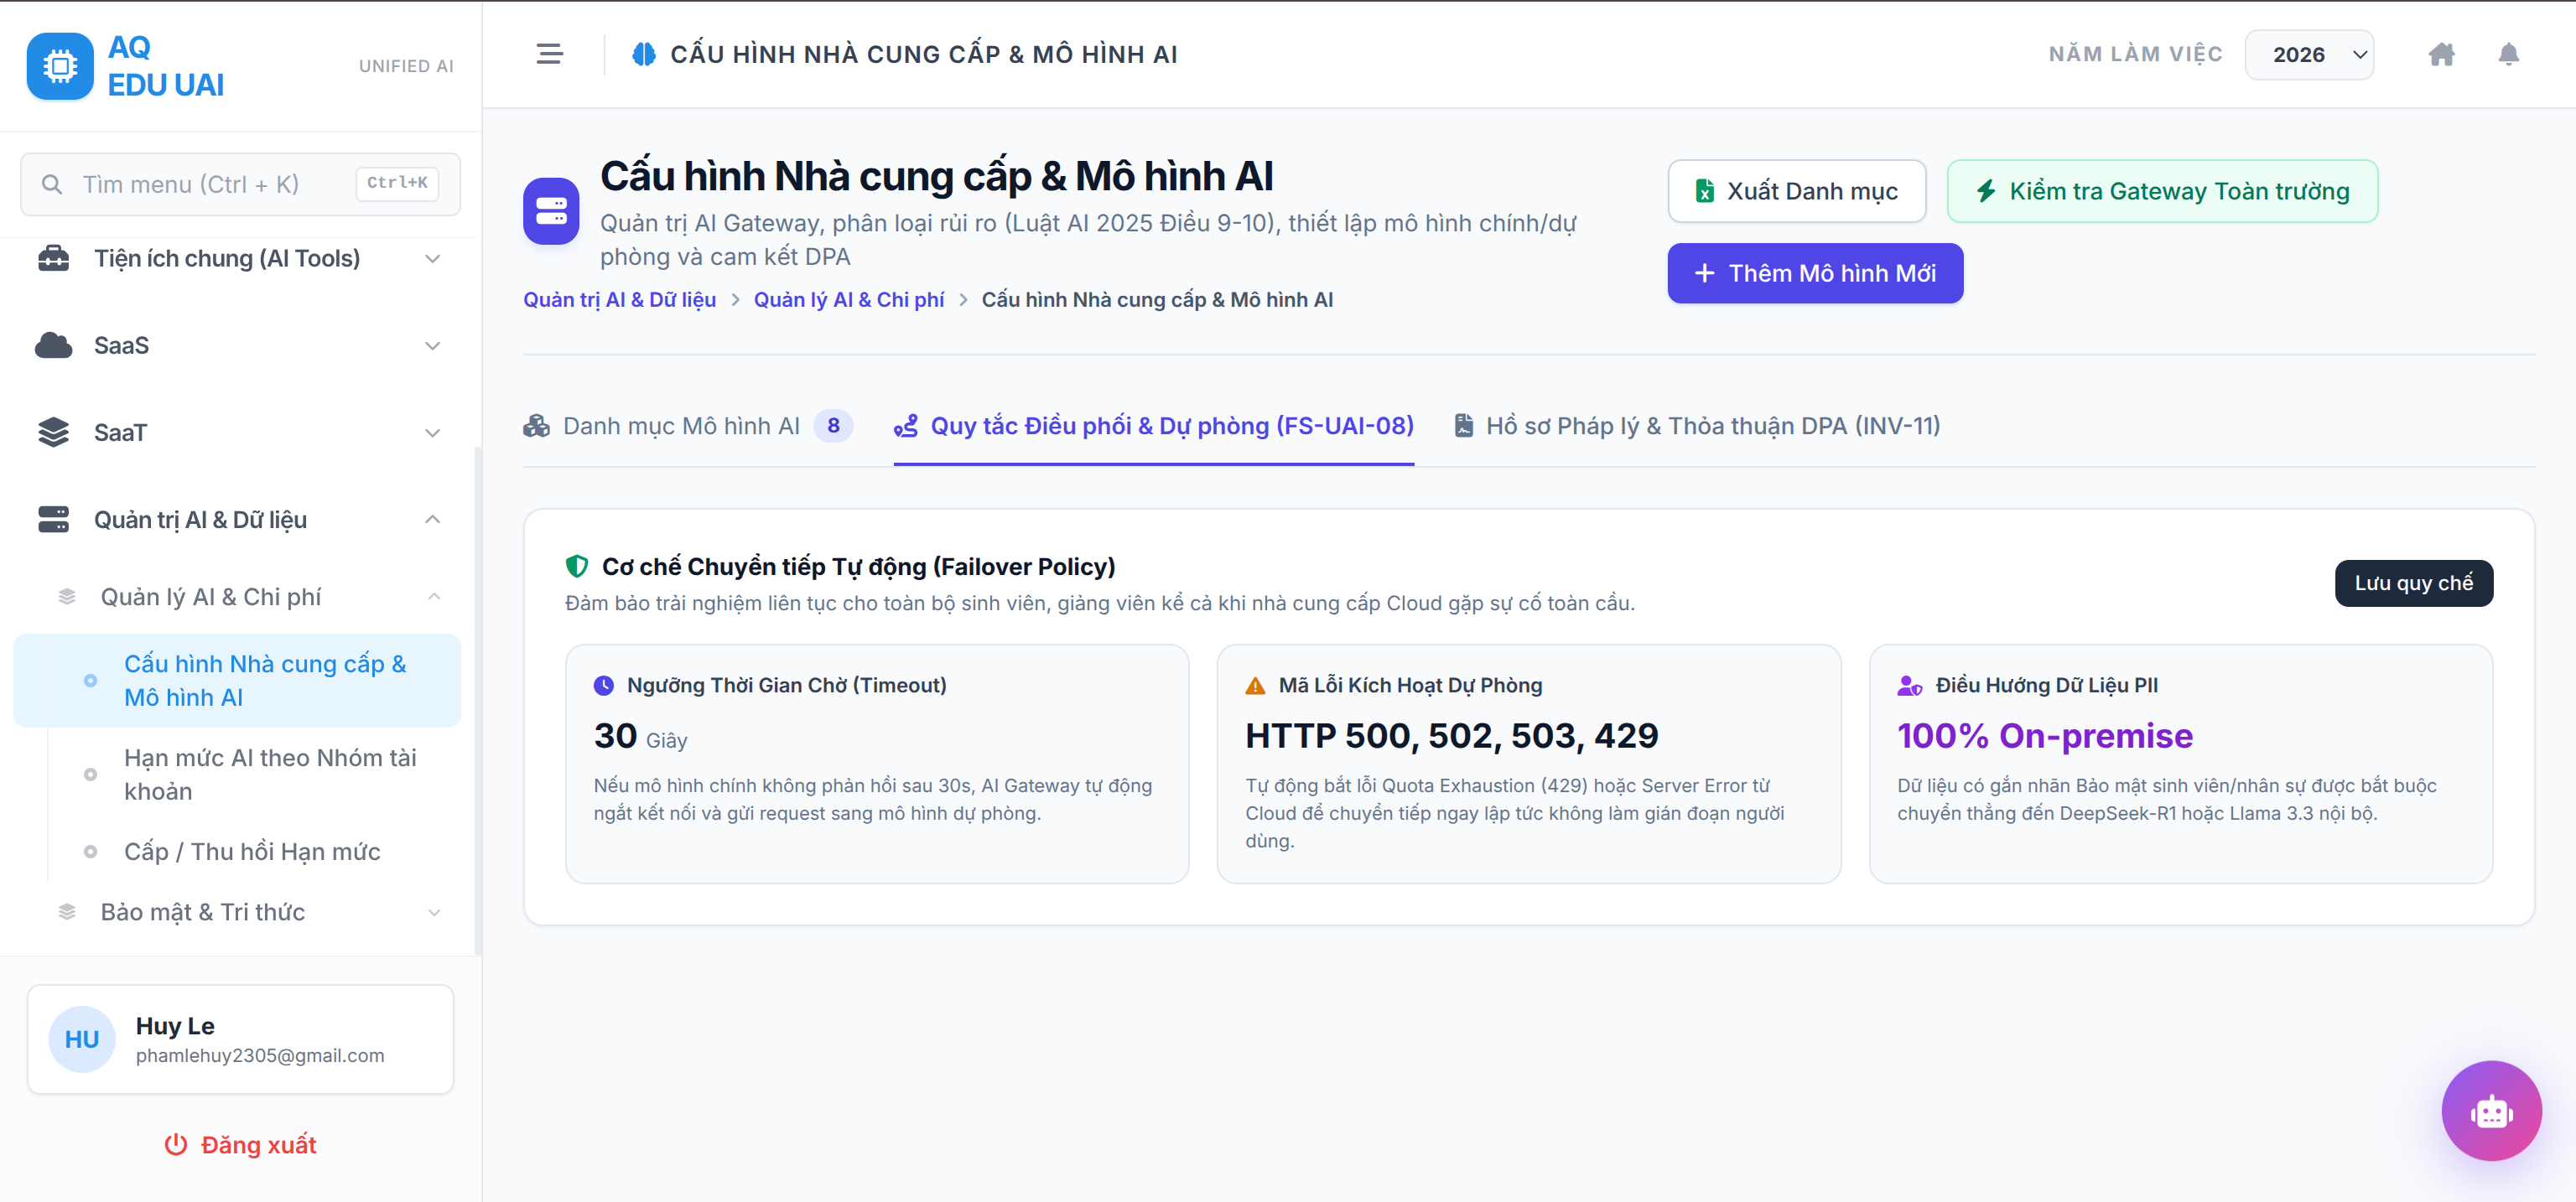 AQ
EDU UAI
UNIFIED AI
Tìm menu (Ctrl + K)
Ctrl+K
Tiện ích chung (AI Tools)
SaaS
SaaT
Quản trị AI & Dữ liệu
Quản lý AI & Chi phí
Cấu hình Nhà cung cấp &
Mô hình AI
Hạn mức AI theo Nhóm tài
khoản
Cấp / Thu hồi Hạn mức
Bảo mật & Tri thức
HU
Huy Le
phamlehuy2305@gmail.com
Đăng xuất
CẤU HÌNH NHÀ CUNG CẤP & MÔ HÌNH AI
NĂM LÀM VIỆC
2026
Cấu hình Nhà cung cấp & Mô hình AI
Quản trị AI Gateway, phân loại rủi ro (Luật AI 2025 Điều 9-10), thiết lập mô hình chính/dự
phòng và cam kết DPA
Quản trị AI & Dữ liệu > Quản lý AI & Chi phí > Cấu hình Nhà cung cấp & Mô hình AI
Xuất Danh mục
Kiểm tra Gateway Toàn trường
+ Thêm Mô hình Mới
Danh mục Mô hình AI 8
Quy tắc Điều phối & Dự phòng (FS-UAI-08)
Hồ sơ Pháp lý & Thỏa thuận DPA (INV-11)
Cơ chế Chuyển tiếp Tự động (Failover Policy)
Đảm bảo trải nghiệm liên tục cho toàn bộ sinh viên, giảng viên kể cả khi nhà cung cấp Cloud gặp sự cố toàn cầu.
Lưu quy chế
Ngưỡng Thời Gian Chờ (Timeout)
30 Giây
Nếu mô hình chính không phản hồi sau 30s, AI Gateway tự động
ngắt kết nối và gửi request sang mô hình dự phòng.
Mã Lỗi Kích Hoạt Dự Phòng
HTTP 500, 502, 503, 429
Tự động bắt lỗi Quota Exhaustion (429) hoặc Server Error từ
Cloud để chuyển tiếp ngay lập tức không làm gián đoạn người
dùng.
Điều Hướng Dữ Liệu PII
100% On-premise
Dữ liệu có gắn nhãn Bảo mật sinh viên/nhân sự được bắt buộc
chuyển thẳng đến DeepSeek-R1 hoặc Llama 3.3 nội bộ.